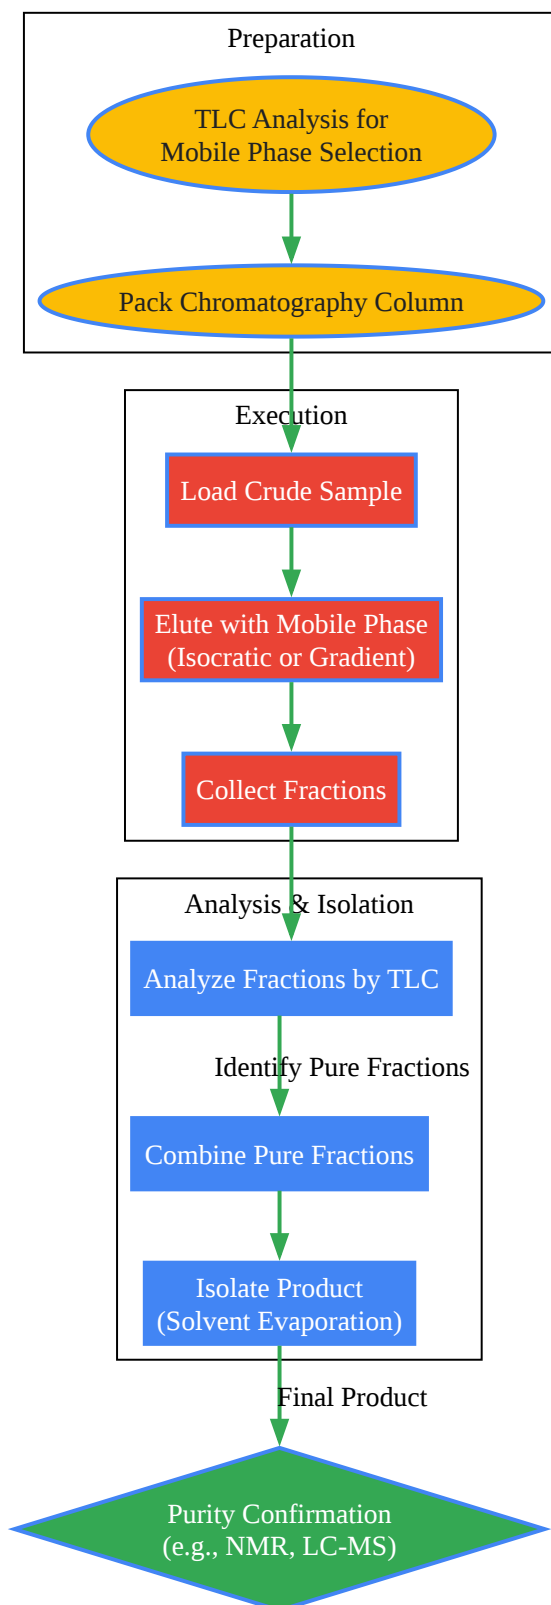 Preparation
TLC Analysis for
Mobile Phase Selection
Pack Chromatography Column
Execution
Load Crude Sample
Elute with Mobile Phase
(Isocratic or Gradient)
Collect Fractions
Analysis & Isolation
Analyze Fractions by TLC
Identify Pure Fractions
Combine Pure Fractions
Isolate Product
(Solvent Evaporation)
Final Product
Purity Confirmation
(e.g., NMR, LC-MS)